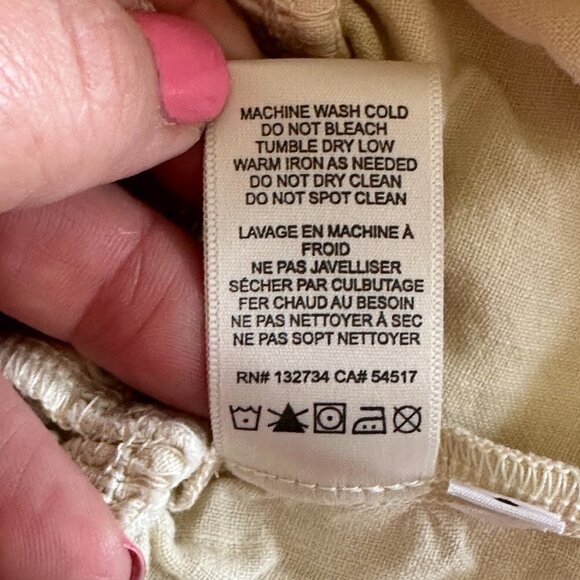 MACHINE WASH COLD
DO NOT BLEACH
TUMBLE DRY LOW
WARM IRON AS NEEDED
DO NOT DRY CLEAN
DO NOT SPOT CLEAN
LAVAGE EN MACHINE À
FROID
NE PAS JAVELLISER
SÉCHER PAR CULBUTAGE
FER CHAUD AU BESOIN
NE PAS NETTOYER À SEC
NE PAS SOPT NETTOYER
RN# 132734 CA# 54517